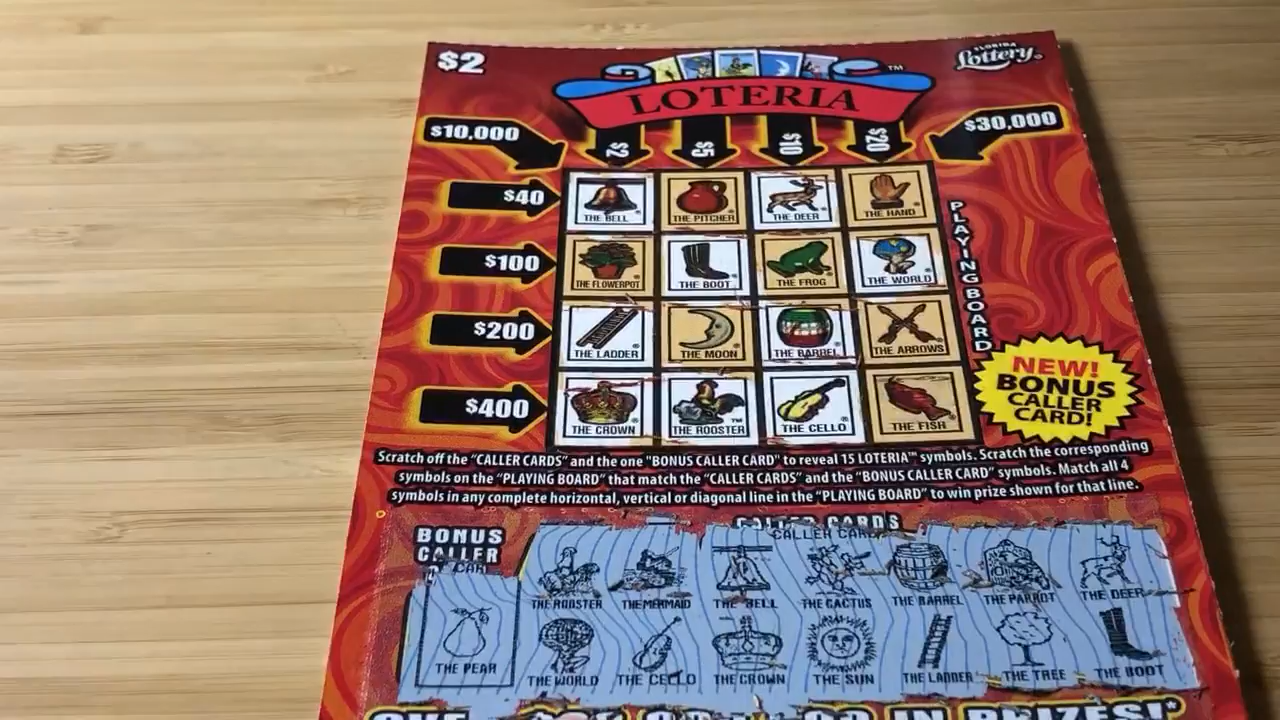 $2
FLORIDA
Lottery
LOTERIA™
$10,000
$2 $5 $10 $20
$30,000
$40
THE BELL THE PITCHER THE DEER THE HAND
$100
THE FLOWERPOT THE BOOT THE FROG THE WORLD
$200
THE LADDER THE MOON THE BARREL THE ARROWS
$400
THE CROWN THE ROOSTER THE CELLO THE FISH
PLAYING BOARD
NEW!
BONUS
CALLER
CARD!
Scratch off the "CALLER CARDS" and the one "BONUS CALLER CARD" to reveal 15 LOTERIA™ symbols. Scratch the corresponding
symbols on the "PLAYING BOARD" that match the "CALLER CARDS" and the "BONUS CALLER CARD" symbols. Match all 4
symbols in any complete horizontal, vertical or diagonal line in the "PLAYING BOARD" to win prize shown for that line.
CALLER CARDS
CALLER CARDS
BONUS
CALLER
CAR
THE ROOSTER THE MERMAID THE BELL THE CACTUS THE BARREL THE PARROT THE DEER
THE PEAR
THE WORLD THE CELLO THE CROWN THE SUN THE LADDER THE TREE THE BOOT
IN PRIZES!*